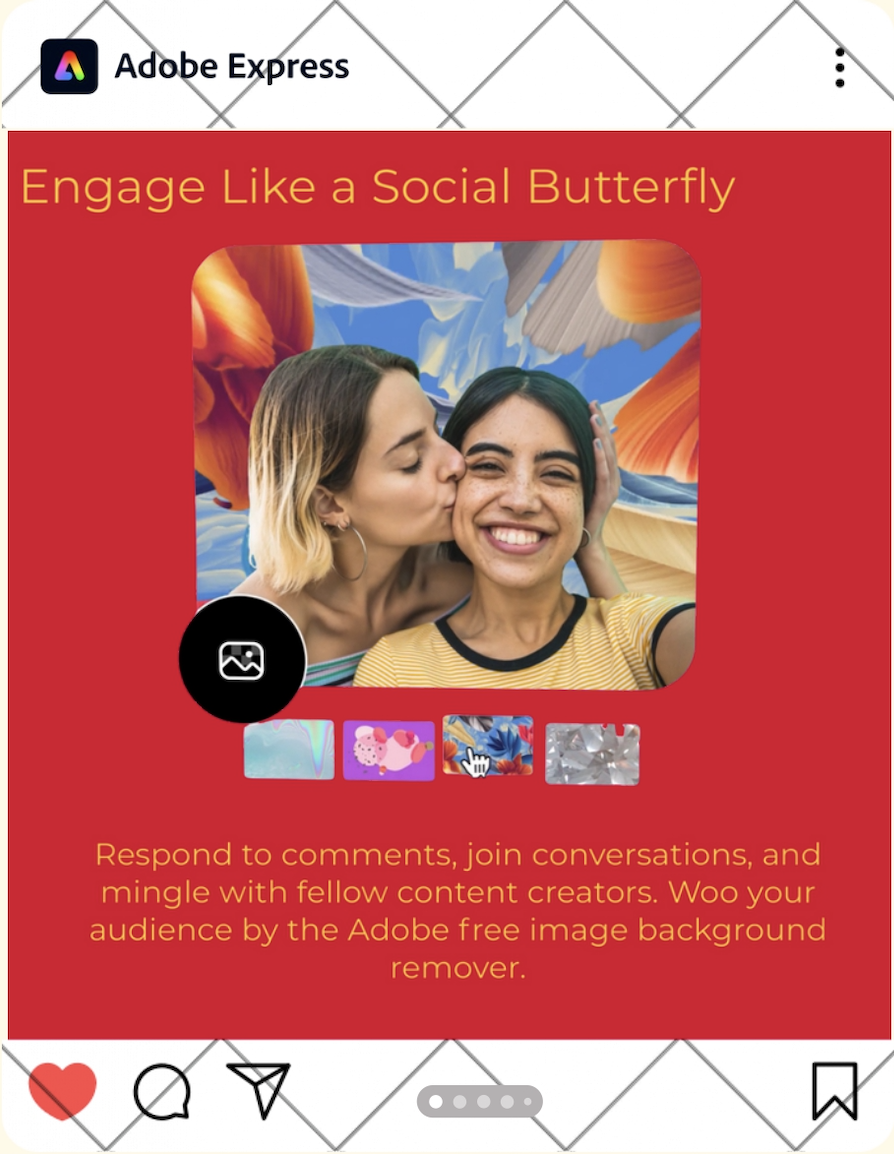 Adobe Express
Engage Like a Social Butterfly
Respond to comments, join conversations, and
mingle with fellow content creators. Woo your
audience by the Adobe free image background
remover.